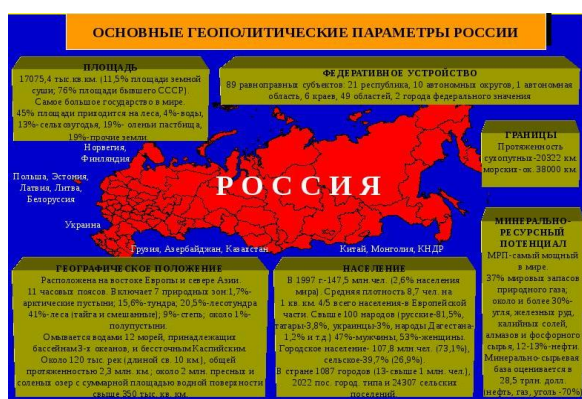 ОСНОВНЫЕ ГЕОПОЛИТИЧЕСКИЕ ПАРАМЕТРЫ РОССИИ
ПЛОЩАДЬ
17075,4 тыс.кв.км. (11,5% площади земной
суши; 76% площади бывшего СССР).
Самое большое государство в мире.
45% площади приходится на леса, 4%-воды,
13%-сельхозугодья, 19%- оленьи пастбища,
19%-прочие земли
ФЕДЕРАТИВНОЕ УСТРОЙСТВО
89 равноправных субъектов: 21 республика, 10 автономных округов, 1 автономная
область, 6 краев, 49 областей, 2 города федерального значения
ГРАНИЦЫ
Протяженность
сухопутных-20322 км.
морских-ок. 38000 км.
Норвегия,
Финляндия
Польша, Эстония,
Латвия, Литва,
Белоруссия
Украина
РОССИЯ
Грузия, Азербайджан, Казахстан
Китай, Монголия, КНДР
ГЕОГРАФИЧЕСКОЕ ПОЛОЖЕНИЕ
Расположена на востоке Европы и севере Азии.
11 часовых поясов. Включает 7 природных зон:1,7%-
арктические пустыни; 15,6%-тундра, 20,5%-лесотундра
41%-леса (тайга и смешанные); 9%- степь; около 1%-
полупустыни.
Омывается водами 12 морей, принадлежащих
бассейнам 3-х океанов, и бессточным Каспийским.
Около 120 тыс. рек (длиной св. 10 км.), общей
протяженностью 2,3 млн. км.; около 2 млн. пресных и
соленых озер с суммарной площадью водной поверхности
свыше 350 тыс. кв. км.
НАСЕЛЕНИЕ
В 1997 г.-147,5 млн.чел. (2,6% населения
мира) Средняя плотность 8,7 чел. на
1 кв. км. 4/5 всего населения-в Европейской
части. Свыше 100 народов (русские-81,5%,
татары-3,8%, украинцы-3%, народы Дагестана-
1,2% и т.д.) 47%-мужчины, 53%-женщины.
Городское население- 107,8 млн.чел. (73,1%),
сельское-39,7% (26,9%)
В стране 1087 городов (13- свыше 1 млн. чел.),
2022 пос. город. типа и 24307 сельских
поселений.
МИНЕРАЛЬНО-
РЕСУРСНЫЙ
ПОТЕНЦИАЛ
МРП-самый мощный
в мире.
37% мировых запасов
природного газа;
около и более 30%-
угля, железных руд,
калийных солей,
алмазов и фосфорного
сырья, 12-13%-нефти.
Минерально-сырьевая
база оценивается в
28,5 трлн. долл
(нефть, газ, уголь -70%)